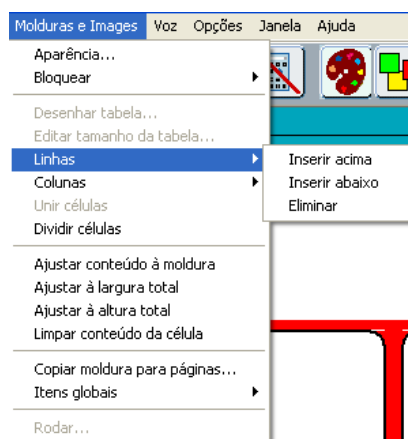 Molduras e Images Voz Opções Janela Ajuda
Aparência...
Bloquear
Desenhar tabela...
Editar tamanho da tabela...
Linhas
Inserir acima
Colunas
Inserir abaixo
Unir células
Eliminar
Dividir células
Ajustar conteúdo à moldura
Ajustar à largura total
Ajustar à altura total
Limpar conteúdo da célula
Copiar moldura para páginas...
Itens globais
Rodar...